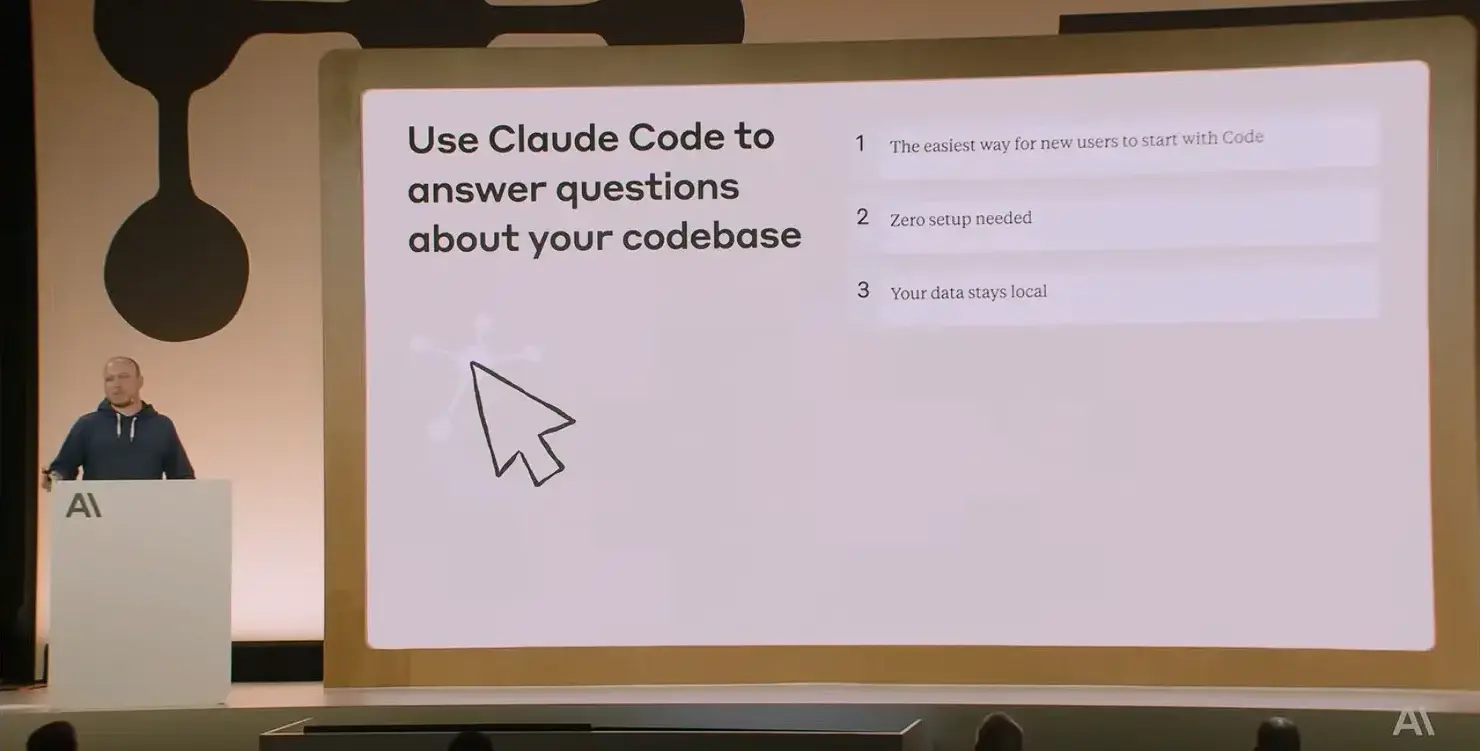 Use Claude Code to
answer questions
about your codebase
1 The easiest way for new users to start with Code
2 Zero setup needed
3 Your data stays local
A\
A\